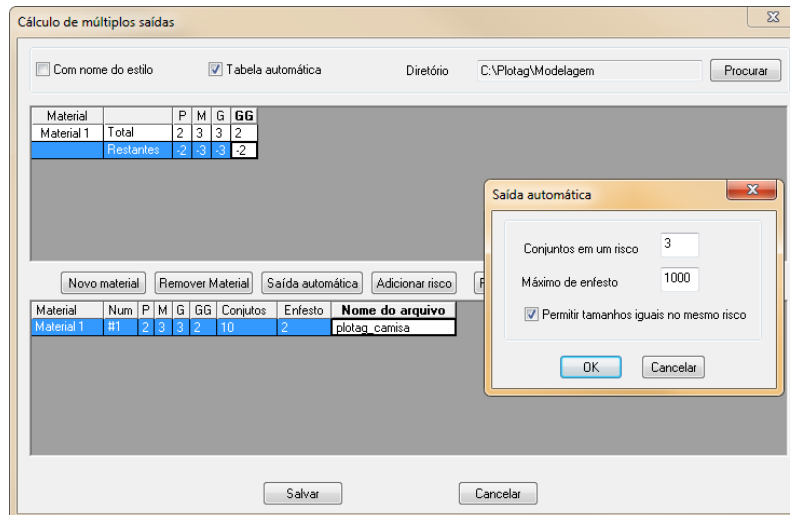 Cálculo de múltiplos saídas
Com nome do estilo Tabela automática Diretório C:\Plotag\Modelagem Procurar
Material P M G GG
Material 1 Total 2 3 3 2
Restantes -2 -3 -3 -2
Saída automática
Conjuntos em um risco 3
Máximo de enfesto 1000
Permitir tamanhos iguais no mesmo risco
OK Cancelar
Novo material Remover Material Saída automática Adicionar risco
Material Num P M G GG Conjutos Enfesto Nome do arquivo
Material 1 #1 2 3 3 2 10 2 plotag_camisa
Salvar Cancelar